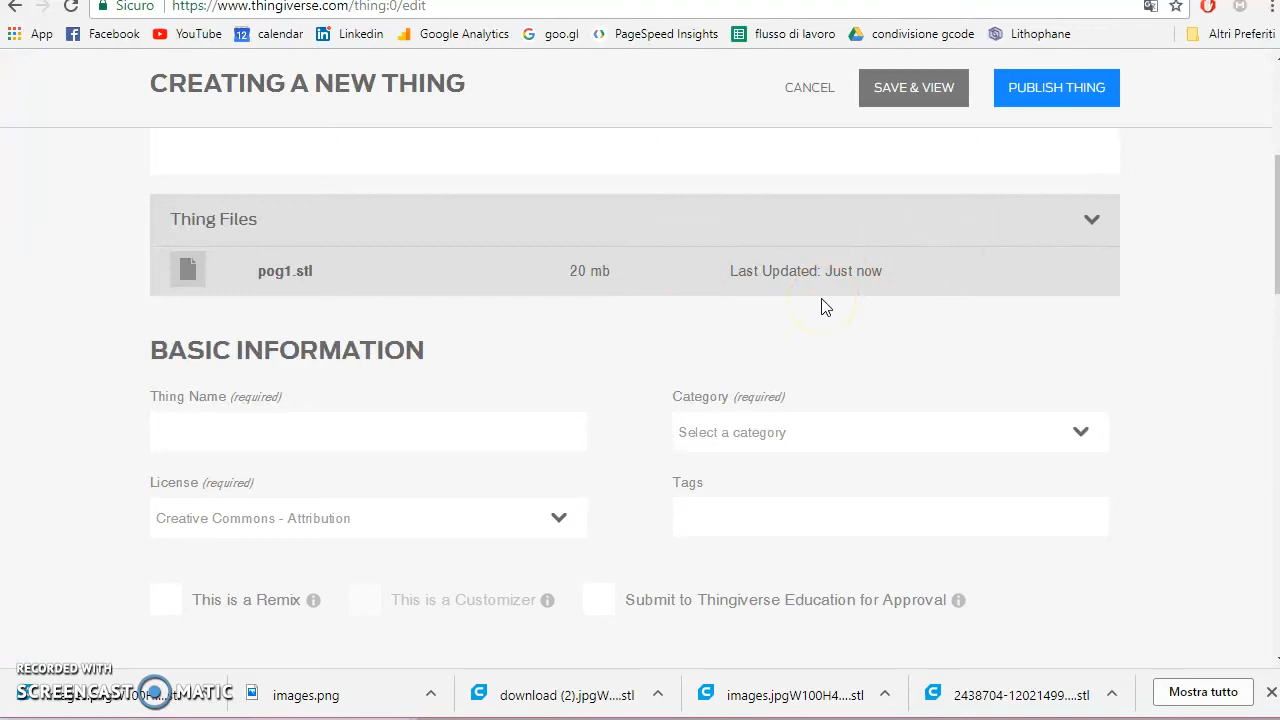 Sicuro https://www.thingiverse.com/thing:0/edit
App Facebook YouTube 12 calendar Linkedin Google Analytics goo.gl PageSpeed Insights flusso di lavoro condivisione gcode Lithophane Altri Preferiti
CREATING A NEW THING
CANCEL SAVE & VIEW PUBLISH THING
Thing Files
pog1.stl 20 mb Last Updated: Just now
BASIC INFORMATION
Thing Name (required) Category (required)
Select a category
License (required) Tags
Creative Commons - Attribution
This is a Remix This is a Customizer Submit to Thingiverse Education for Approval
RECORDED WITH
SCREENCAST MATIC
images.png download (2).jpgW....stl images.jpgW100H4....stl 2438704-12021499....stl Mostra tutto